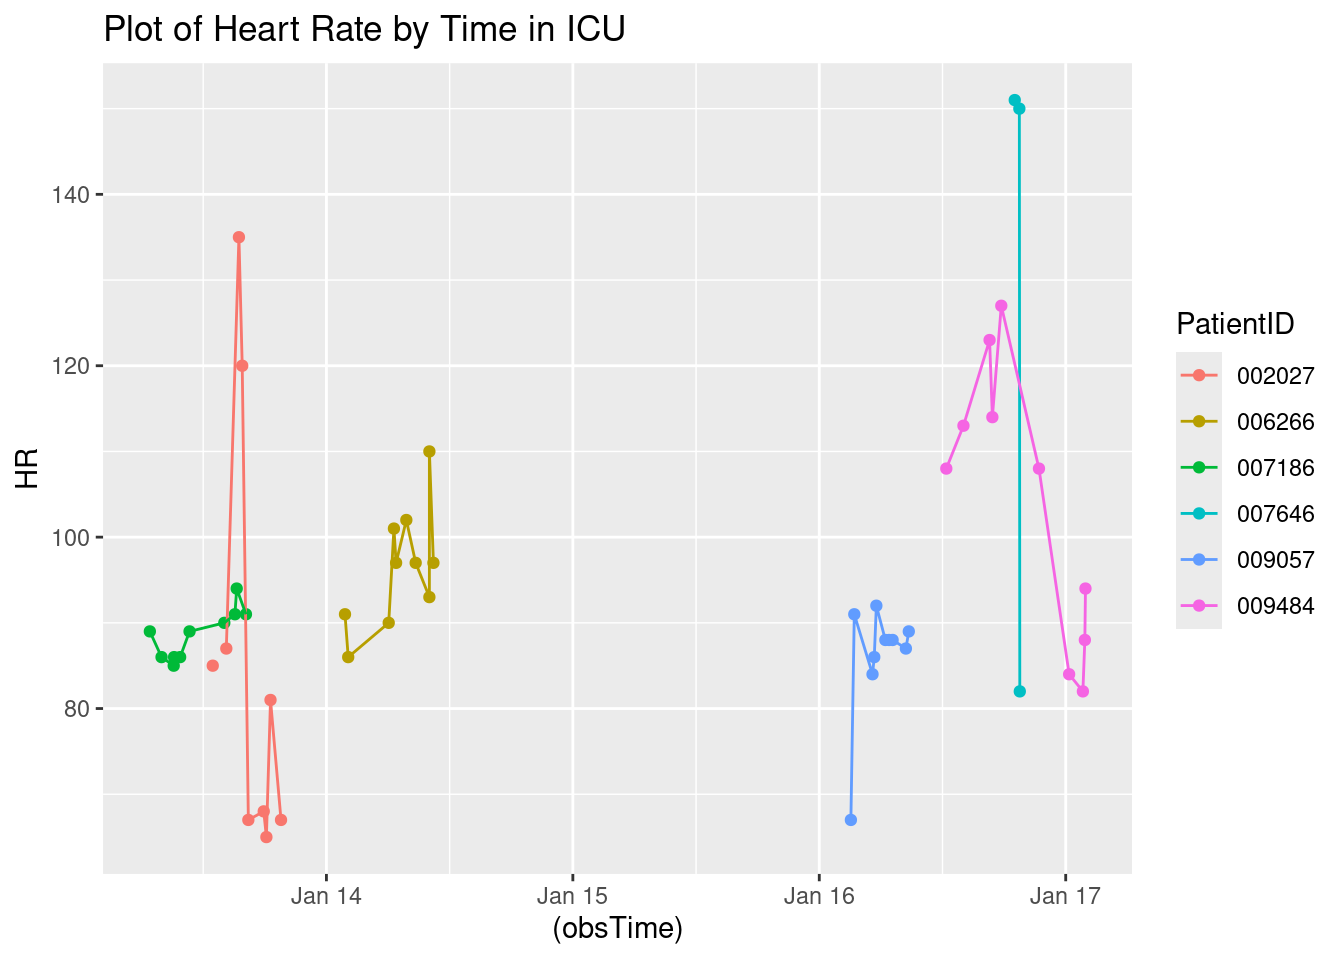 Plot of Heart Rate by Time in ICU
HR
140
120
100
80
Jan 14
Jan 15
Jan 16
Jan 17
(obsTime)
PatientID
002027
006266
007186
007646
009057
009484